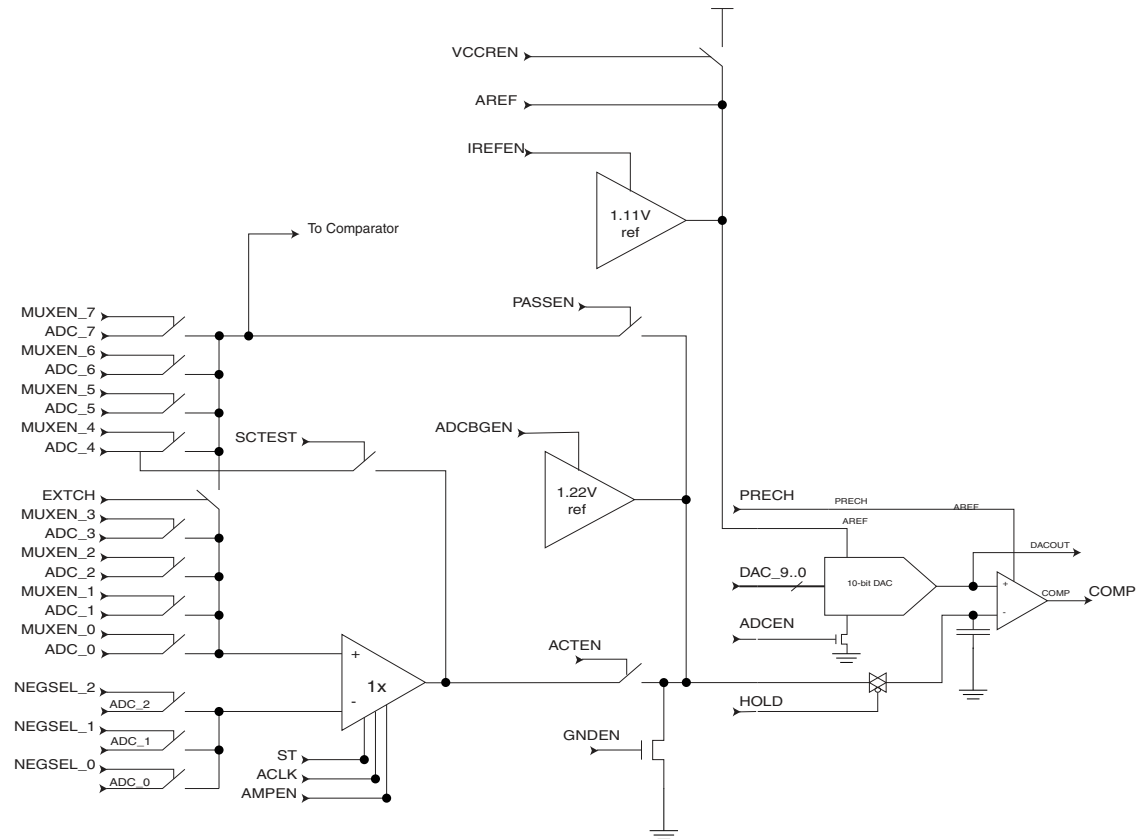 VCCREN
AREF
IREFEN
1.11V
ref
To Comparator
PASSEN
MUXEN_7
ADC_7
MUXEN_6
ADC_6
MUXEN_5
ADC_5
MUXEN_4
ADC_4
SCTEST
ADCBGEN
1.22V
ref
EXTCH
MUXEN_3
ADC_3
MUXEN_2
ADC_2
MUXEN_1
ADC_1
MUXEN_0
ADC_0
PRECH
PRECH
AREF
AREF
DACOUT
DAC_9..0
10-bit DAC
+
-
COMP
COMP
ADCEN
ACTEN
+
1x
-
NEGSEL_2
ADC_2
NEGSEL_1
ADC_1
NEGSEL_0
ADC_0
HOLD
GNDEN
ST
ACLK
AMPEN